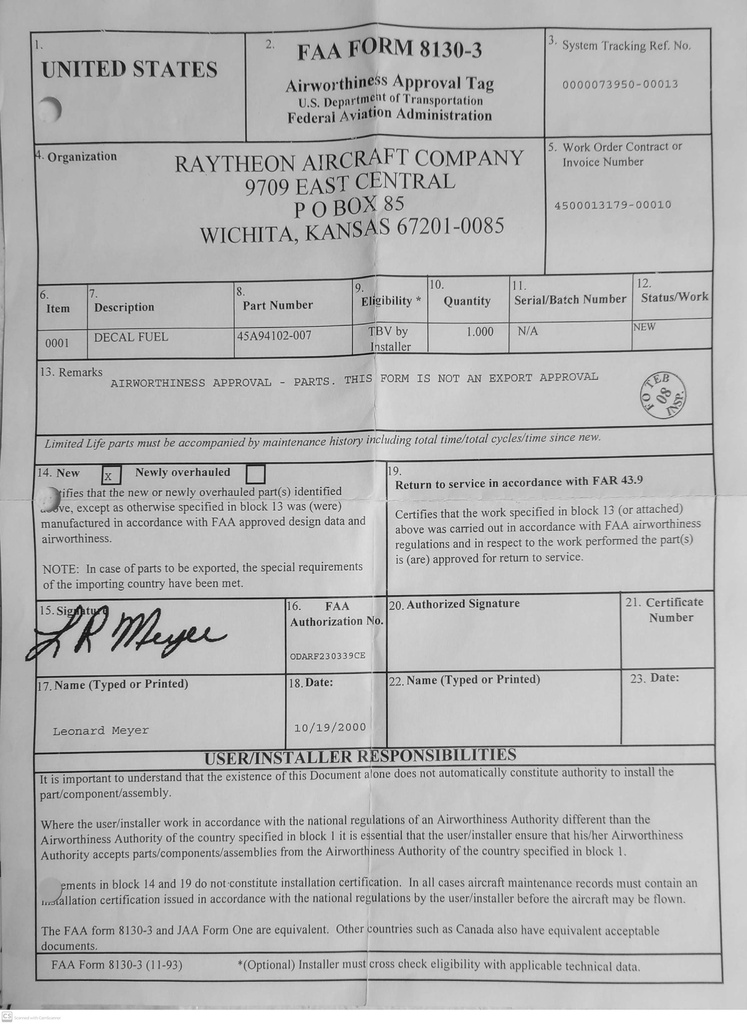 1.
UNITED STATES
2.
FAA FORM 8130-3
Airworthiness Approval Tag
U.S. Department of Transportation
Federal Aviation Administration
3. System Tracking Ref. No.
0000073950-00013
4. Organization
RAYTHEON AIRCRAFT COMPANY
9709 EAST CENTRAL
P O BOX 85
WICHITA, KANSAS 67201-0085
5. Work Order Contract or
Invoice Number
4500013179-00010
6.
Item
7.
Description
8.
Part Number
9.
Eligibility *
10.
Quantity
11.
Serial/Batch Number
12.
Status/Work
0001
DECAL FUEL
45A94102-007
TBV by
Installer
1.000
N/A
NEW
13. Remarks
AIRWORTHINESS APPROVAL - PARTS. THIS FORM IS NOT AN EXPORT APPROVAL
FO TEB
08
INSP.
Limited Life parts must be accompanied by maintenance history including total time/total cycles/time since new.
14. New x Newly overhauled
ifies that the new or newly overhauled part(s) identified
ve, except as otherwise specified in block 13 was (were)
manufactured in accordance with FAA approved design data and
airworthiness.
NOTE: In case of parts to be exported, the special requirements
of the importing country have been met.
19.
Return to service in accordance with FAR 43.9
Certifies that the work specified in block 13 (or attached)
above was carried out in accordance with FAA airworthiness
regulations and in respect to the work performed the part(s)
is (are) approved for return to service.
15. Signature
L R Meyer
16. FAA
Authorization No.
ODARF230339CE
20. Authorized Signature
21. Certificate
Number
17. Name (Typed or Printed)
Leonard Meyer
18. Date:
10/19/2000
22. Name (Typed or Printed)
23. Date:
USER/INSTALLER RESPONSIBILITIES
It is important to understand that the existence of this Document alone does not automatically constitute authority to install the
part/component/assembly.
Where the user/installer work in accordance with the national regulations of an Airworthiness Authority different than the
Airworthiness Authority of the country specified in block 1 it is essential that the user/installer ensure that his/her Airworthiness
Authority accepts parts/components/assemblies from the Airworthiness Authority of the country specified in block 1.
ements in block 14 and 19 do not constitute installation certification. In all cases aircraft maintenance records must contain an
installation certification issued in accordance with the national regulations by the user/installer before the aircraft may be flown.
The FAA form 8130-3 and JAA Form One are equivalent. Other countries such as Canada also have equivalent acceptable
documents.
FAA Form 8130-3 (11-93)
*(Optional) Installer must cross check eligibility with applicable technical data.
CS Scanned with CamScanner